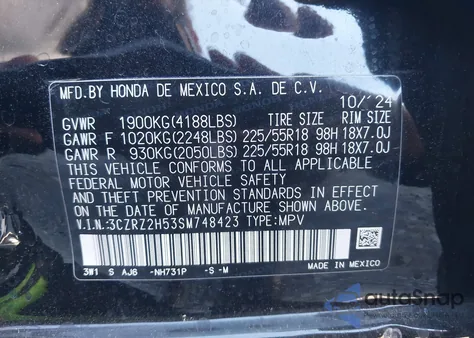 MFD.BY HONDA DE MEXICO S.A. DE C.V.
10/'24
GVWR 1900KG(4188LBS) TIRE SIZE RIM SIZE
GAWR F 1020KG(2248LBS) 225/55R18 98H 18X7.0J
GAWR R 930KG(2050LBS) 225/55R18 98H 18X7.0J
THIS VEHICLE CONFORMS TO ALL APPLICABLE
FEDERAL MOTOR VEHICLE SAFETY
AND THEFT PREVENTION STANDARDS IN EFFECT ON
THE DATE OF MANUFACTURE SHOWN ABOVE.
V.I.N.:3CZRZ2H53SM748423 TYPE:MPV
3W1 S AJ6 -NH731P -S-M
MADE IN MEXICO
autoSnap